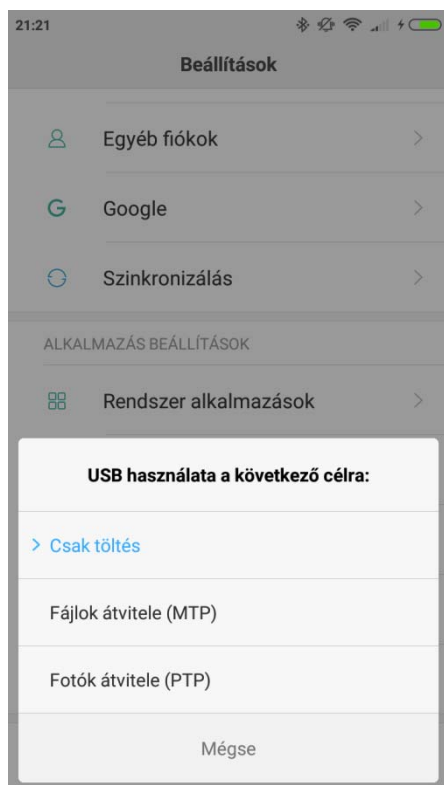 21:21
Beállítások
Egyéb fiókok
Google
Szinkronizálás
ALKALMAZÁS BEÁLLÍTÁSOK
Rendszer alkalmazások
USB használata a következő célra:
Csak töltés
Fájlok átvitele (MTP)
Fotók átvitele (PTP)
Mégse